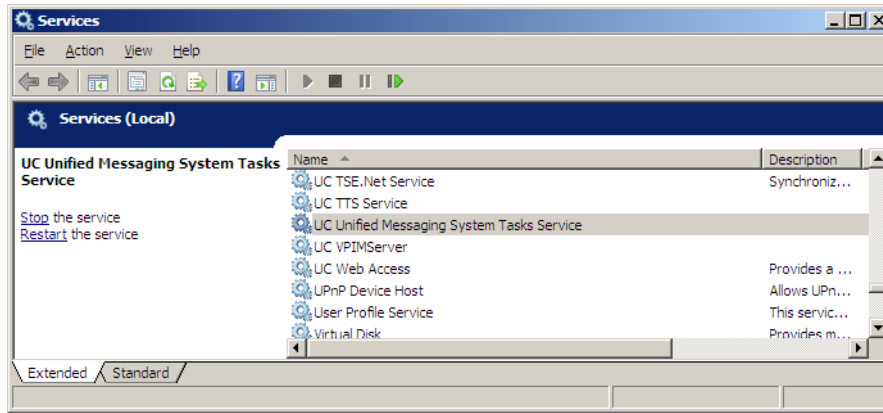 Services
File Action View Help
Services (Local)
UC Unified Messaging System Tasks Service
Stop the service
Restart the service
Name Description
UC TSE.Net Service Synchroniz...
UC TTS Service
UC Unified Messaging System Tasks Service
UC VPIMServer
UC Web Access Provides a ...
UPnP Device Host Allows UPn...
User Profile Service This servic...
Virtual Disk Provides m...
Extended Standard